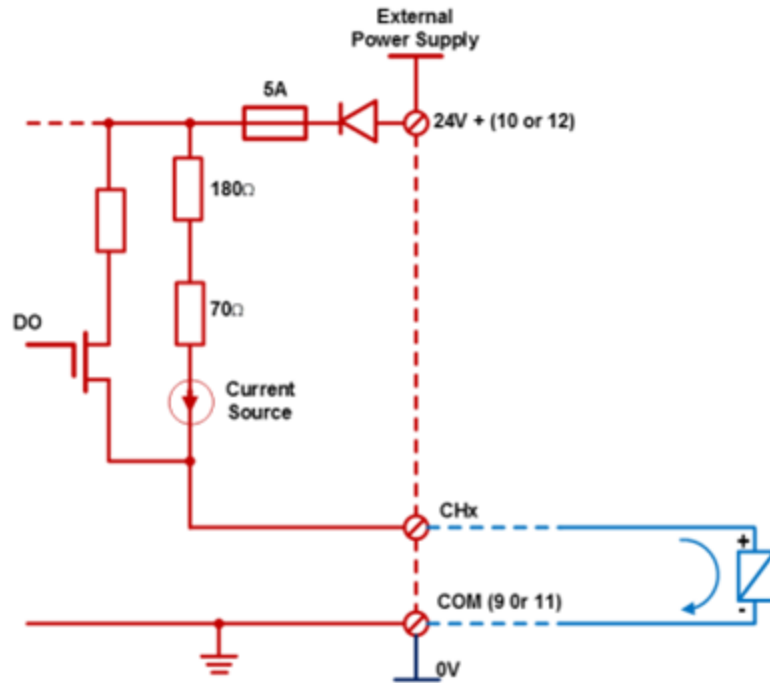 External
Power Supply
5A
24V + (10 or 12)
180Ω
70Ω
DO
Current
Source
CHx
+
COM (9 0r 11)
-
0V